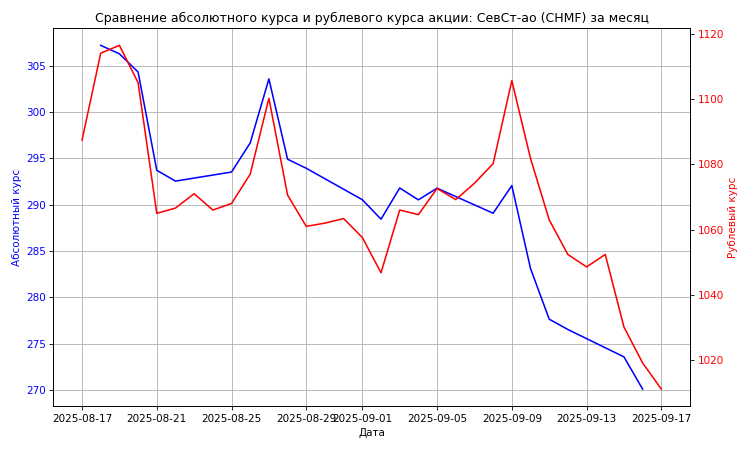 Сравнение абсолютного курса и рублевого курса акции: СевСт-ао (CHMF) за месяц
Абсолютный курс
305
300
295
290
285
280
275
270
1120
1100
1080
1060
1040
1020
Рублевый курс
2025-08-17 2025-08-21 2025-08-25 2025-08-29 2025-09-01 2025-09-05 2025-09-09 2025-09-13 2025-09-17
Дата